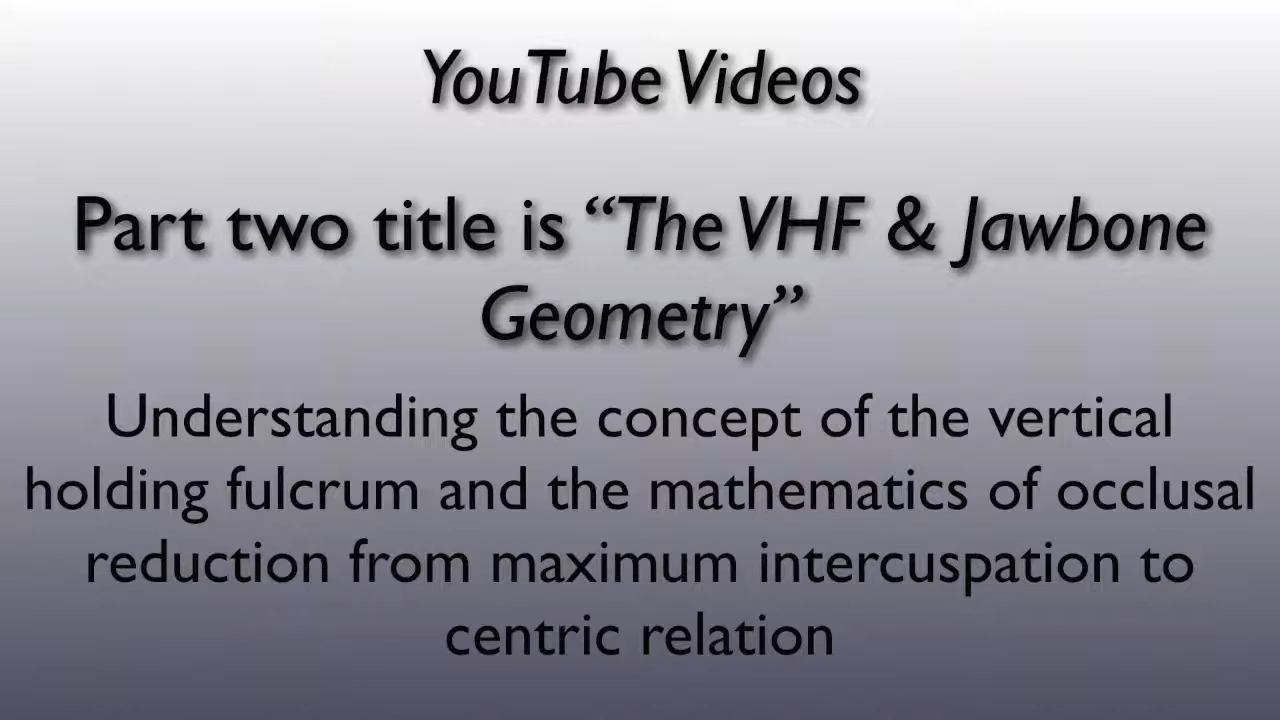 YouTube Videos
Part two title is “The VHF & Jawbone
Geometry”
Understanding the concept of the vertical
holding fulcrum and the mathematics of occlusal
reduction from maximum intercuspation to
centric relation